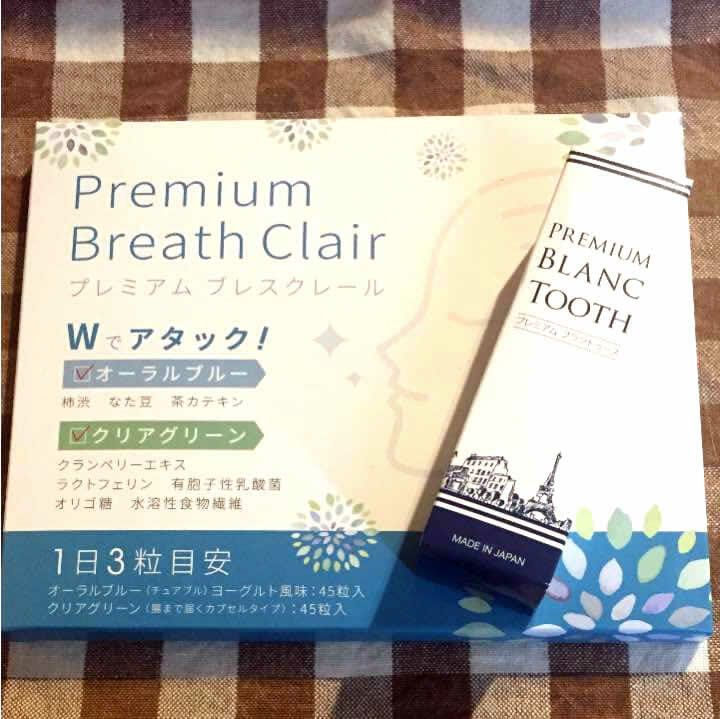 Premium
Breath Clair
プレミアム ブレスクレール
Wでアタック!
オーラルブルー
柿渋 なた豆 茶カテキン
クリアグリーン
クランベリーエキス
ラクトフェリン 有胞子性乳酸菌
オリゴ糖 水溶性食物繊維
1日3粒目安
オーラルブルー(チュアブル)ヨーグルト風味:45粒入
クリアグリーン(腸まで届くカプセルタイプ):45粒入
PREMIUM
BLANC
TOOTH
プレミアム ブラントゥース
MADE IN JAPAN